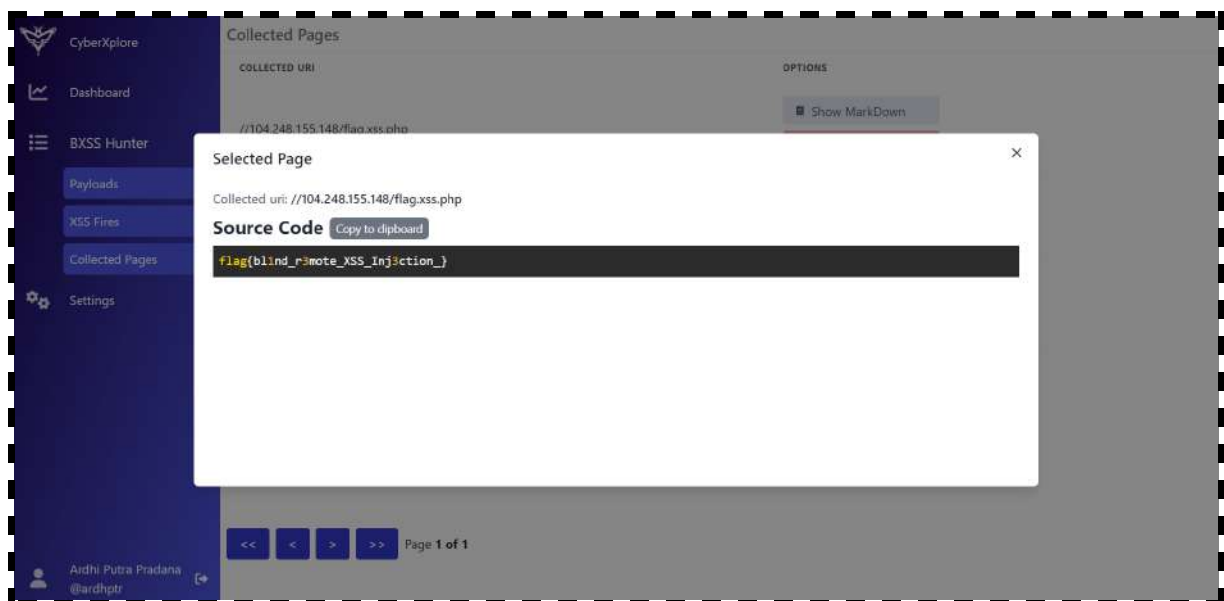 CyberXplore
Dashboard
BXSS Hunter
Payloads
XSS Fires
Collected Pages
Settings
Ardhi Putra Pradana
@ardhptr
Collected Pages
COLLECTED URI
OPTIONS
//104.248.155.148/flag.xss.php
Show MarkDown
Selected Page
×
Collected uri: //104.248.155.148/flag.xss.php
Source Code Copy to clipboard
flag{bl1nd_r3mote_XSS_Inj3ction_}
<< < > >> Page 1 of 1